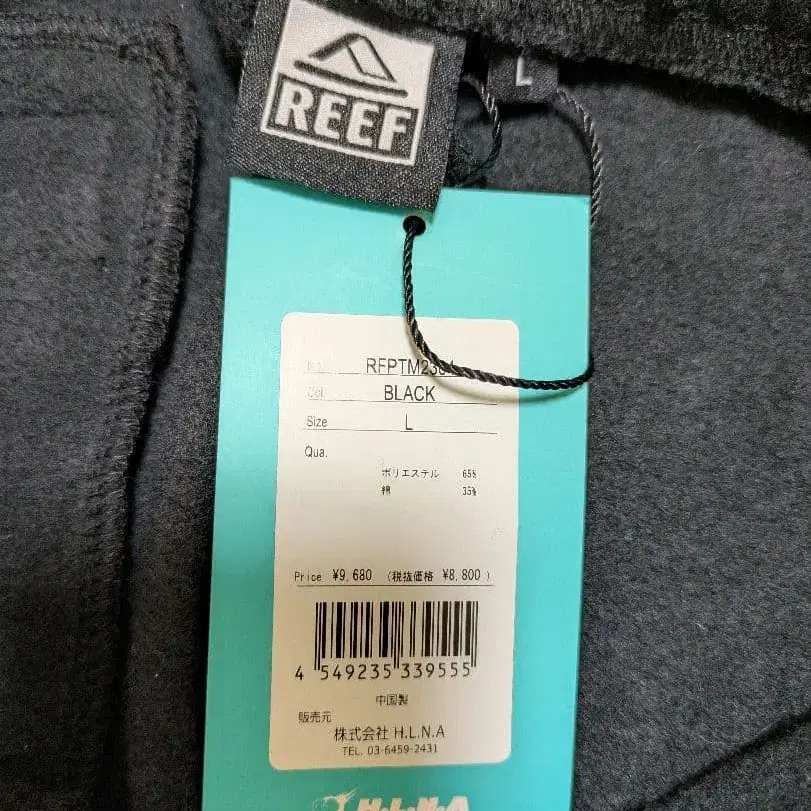 REEF
L
BLACK
Size L
Qua.
ポリエステル 65%
綿 35%
Price ¥9,680 (税抜価格 ¥8,800 )
4 549235 339555
中国製
販売元
株式会社 H.L.N.A
TEL. 03-6459-2431
H.L.N.A